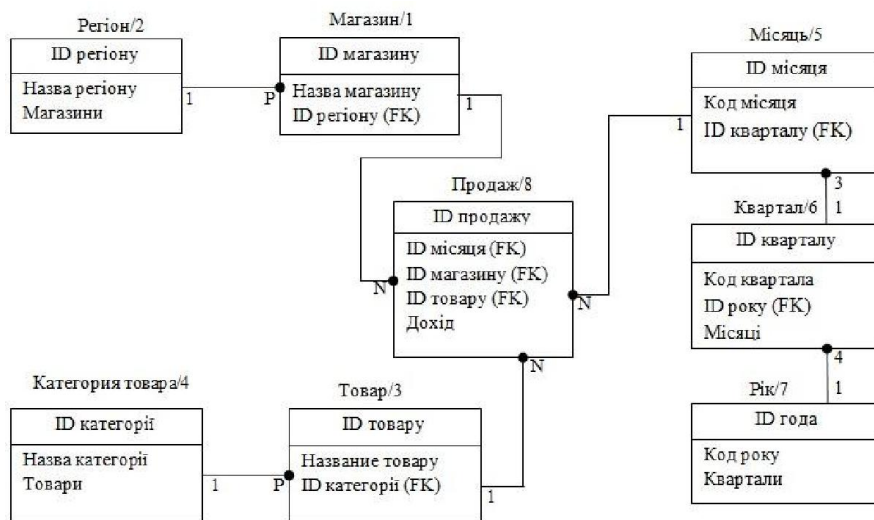 Регіон/2
ID регіону
Назва регіону
Магазини
1
P
Магазин/1
ID магазину
Назва магазину
ID регіону (FK)
1
Місяць/5
ID місяця
Код місяця
ID кварталу (FK)
1
3
1
Квартал/6
ID кварталу
Код квартала
ID року (FK)
Місяці
4
1
Рік/7
ID года
Код року
Квартали
Продаж/8
ID продажу
ID місяця (FK)
ID магазину (FK)
ID товару (FK)
Дохід
N
N
N
Категория товара/4
ID категорії
Назва категорії
Товари
1
P
Товар/3
ID товару
Название товару
ID категорії (FK)
1